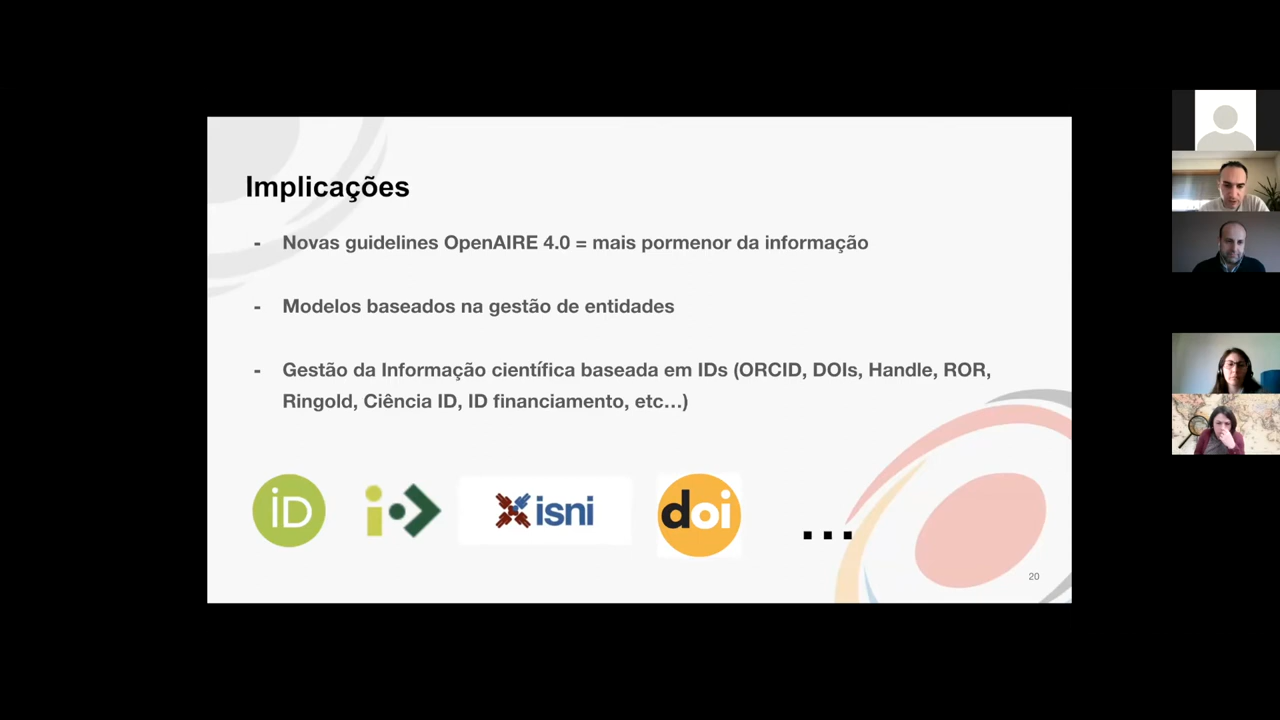 Implicações
- Novas guidelines OpenAIRE 4.0 = mais pormenor da informação
- Modelos baseados na gestão de entidades
- Gestão da Informação científica baseada em IDs (ORCID, DOIs, Handle, ROR,
Ringold, Ciência ID, ID financiamento, etc...)
iD
isni
doi
...
20